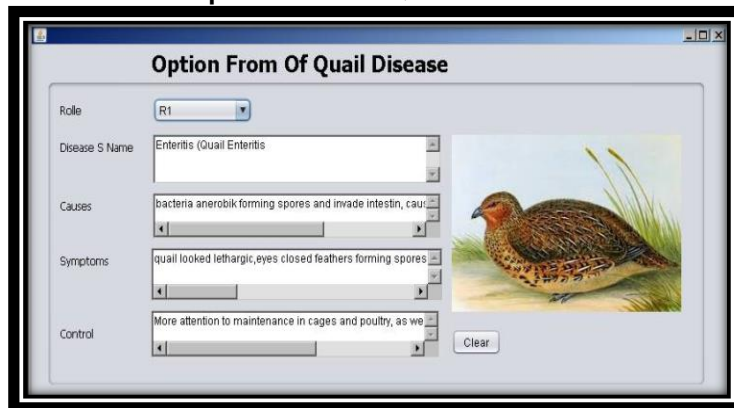 Option From Of Quail Disease
Rolle R1
Disease S Name Enteritis (Quail Enteritis
Causes bacteria anerobik forming spores and invade intestin, caus
Symptoms quail looked lethargic,eyes closed feathers forming spores
Control More attention to maintenance in cages and poultry, as we
Clear